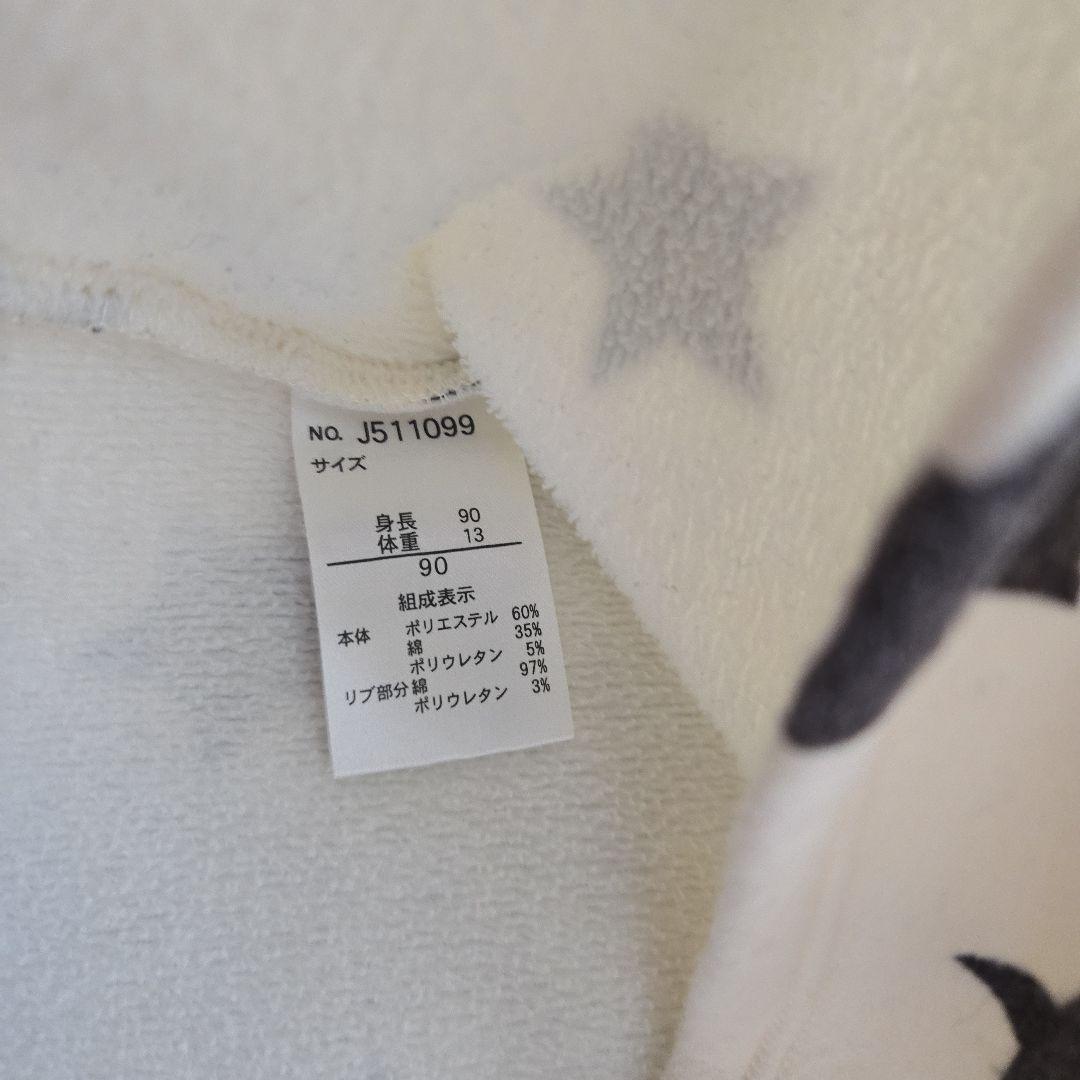 NO. J511099
サイズ
身長 90
体重 13
90
組成表示
本体 ポリエステル 60%
綿 35%
ポリウレタン 5%
リブ部分 綿 97%
ポリウレタン 3%